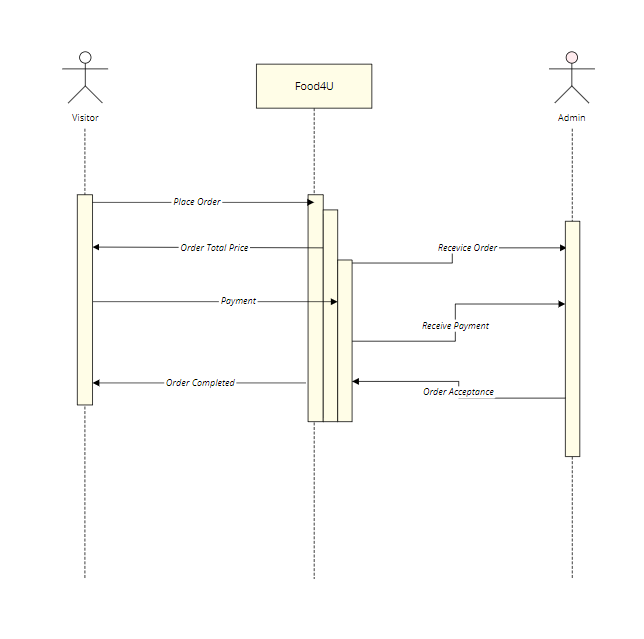 Food4U
Visitor
Admin
Place Order
Order Total Price
Recevice Order
Payment
Receive Payment
Order Completed
Order Acceptance